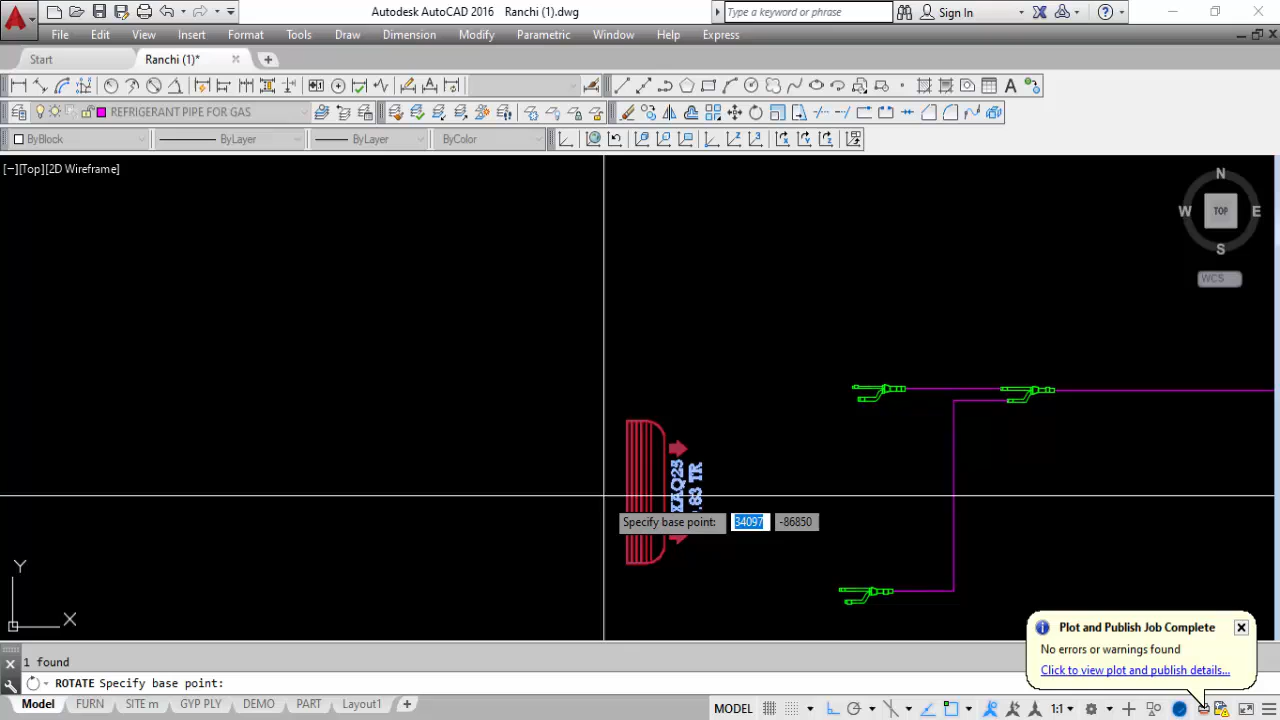 Autodesk AutoCAD 2016 Ranchi (1).dwg
Type a keyword or phrase
Sign In
File Edit View Insert Format Tools Draw Dimension Modify Parametric Window Help Express
Start
Ranchi (1)*
REFRIGERANT PIPE FOR GAS
ByBlock
ByLayer
ByLayer
ByColor
[−][Top][2D Wireframe]
N
W
TOP
E
S
WCS
.83 TR
Specify base point:
34097
-86850
Y
X
Plot and Publish Job Complete
No errors or warnings found
Click to view plot and publish details...
1 found
ROTATE Specify base point:
Model FURN SITE m GYP PLY DEMO PART Layout1
MODEL
1:1